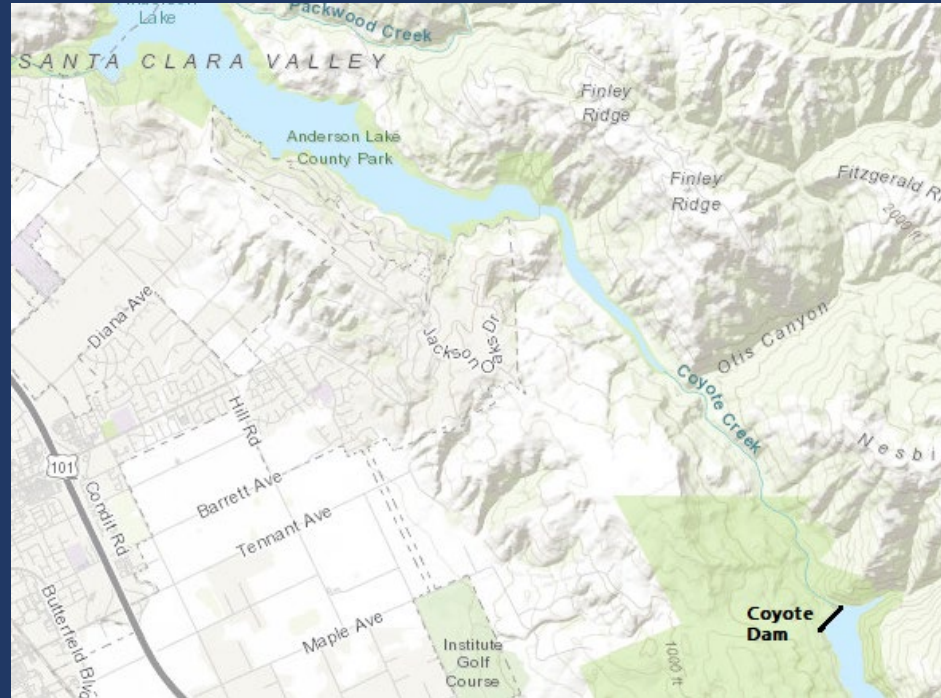 Lake
Packwood Creek
SANTA CLARA VALLEY
Finley
Ridge
Anderson Lake
County Park
Finley
Ridge
Fitzgerald
2000 ft
Diana Ave
Jackson Oaks Dr
Otis Canyon
Coyote Creek
Hill Rd
101
Condit Rd
Barrett Ave
Tennant Ave
Maple Ave
Butterfield Blvd
Institute
Golf
Course
1000 ft
Coyote
Dam